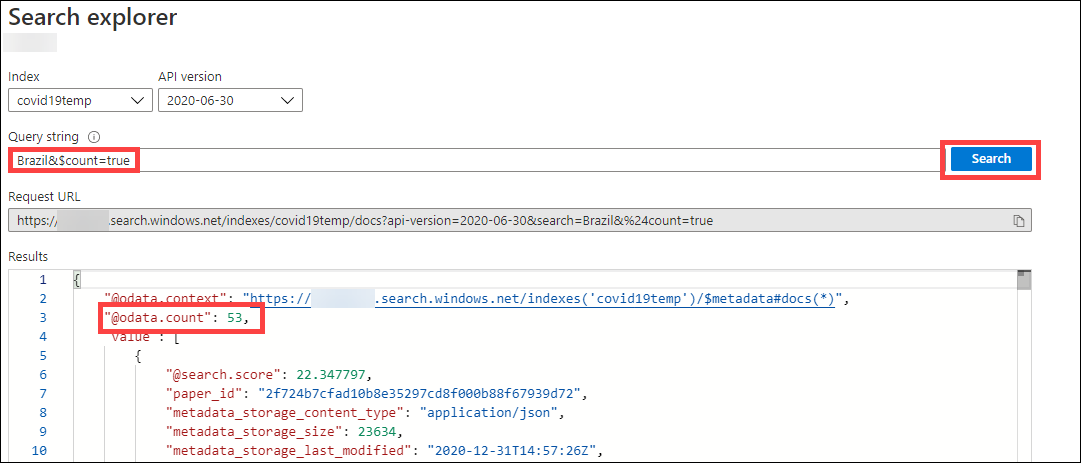 Search explorer
Index API version
covid19temp 2020-06-30
Query string
Brazil&$count=true Search
Request URL
https:// .search.windows.net/indexes/covid19temp/docs?api-version=2020-06-30&search=Brazil&%24count=true
Results
1 {
2 "@odata.context": "https:// .search.windows.net/indexes('covid19temp')/$metadata#docs(*)",
3 "@odata.count": 53,
4 "value": [
5 {
6 "@search.score": 22.347797,
7 "paper_id": "2f724b7cfad10b8e35297cd8f000b88f67939d72",
8 "metadata_storage_content_type": "application/json",
9 "metadata_storage_size": 23634,
10 "metadata_storage_last_modified": "2020-12-31T14:57:26Z",